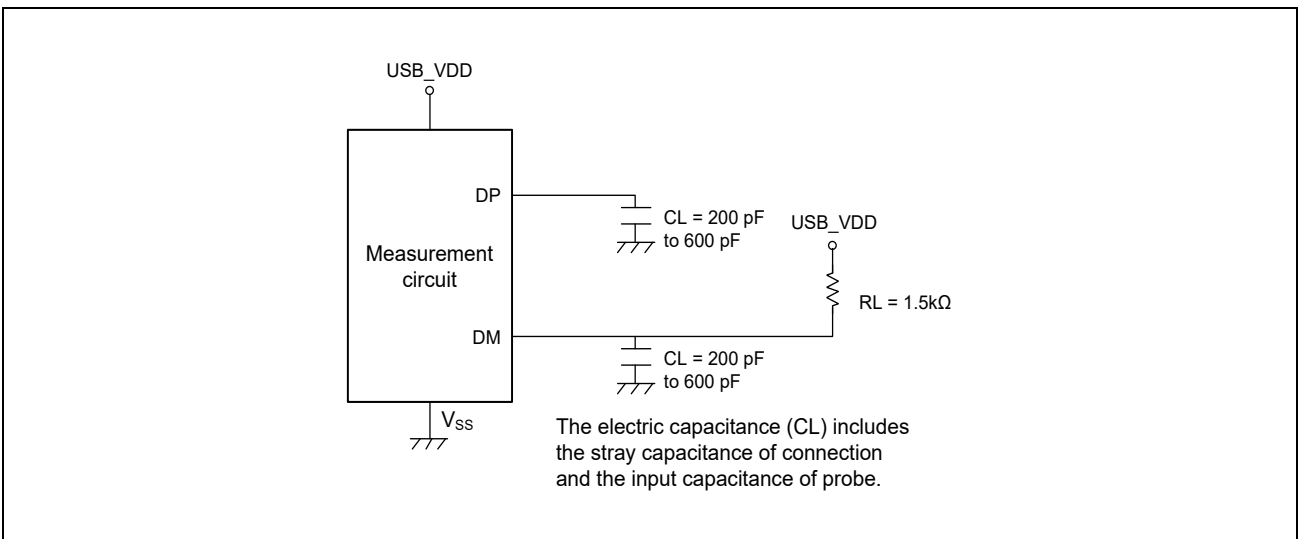 USB_VDD
DP
CL = 200 pF
to 600 pF
USB_VDD
Measurement
circuit
RL = 1.5kΩ
DM
CL = 200 pF
to 600 pF
VSS
The electric capacitance (CL) includes
the stray capacitance of connection
and the input capacitance of probe.